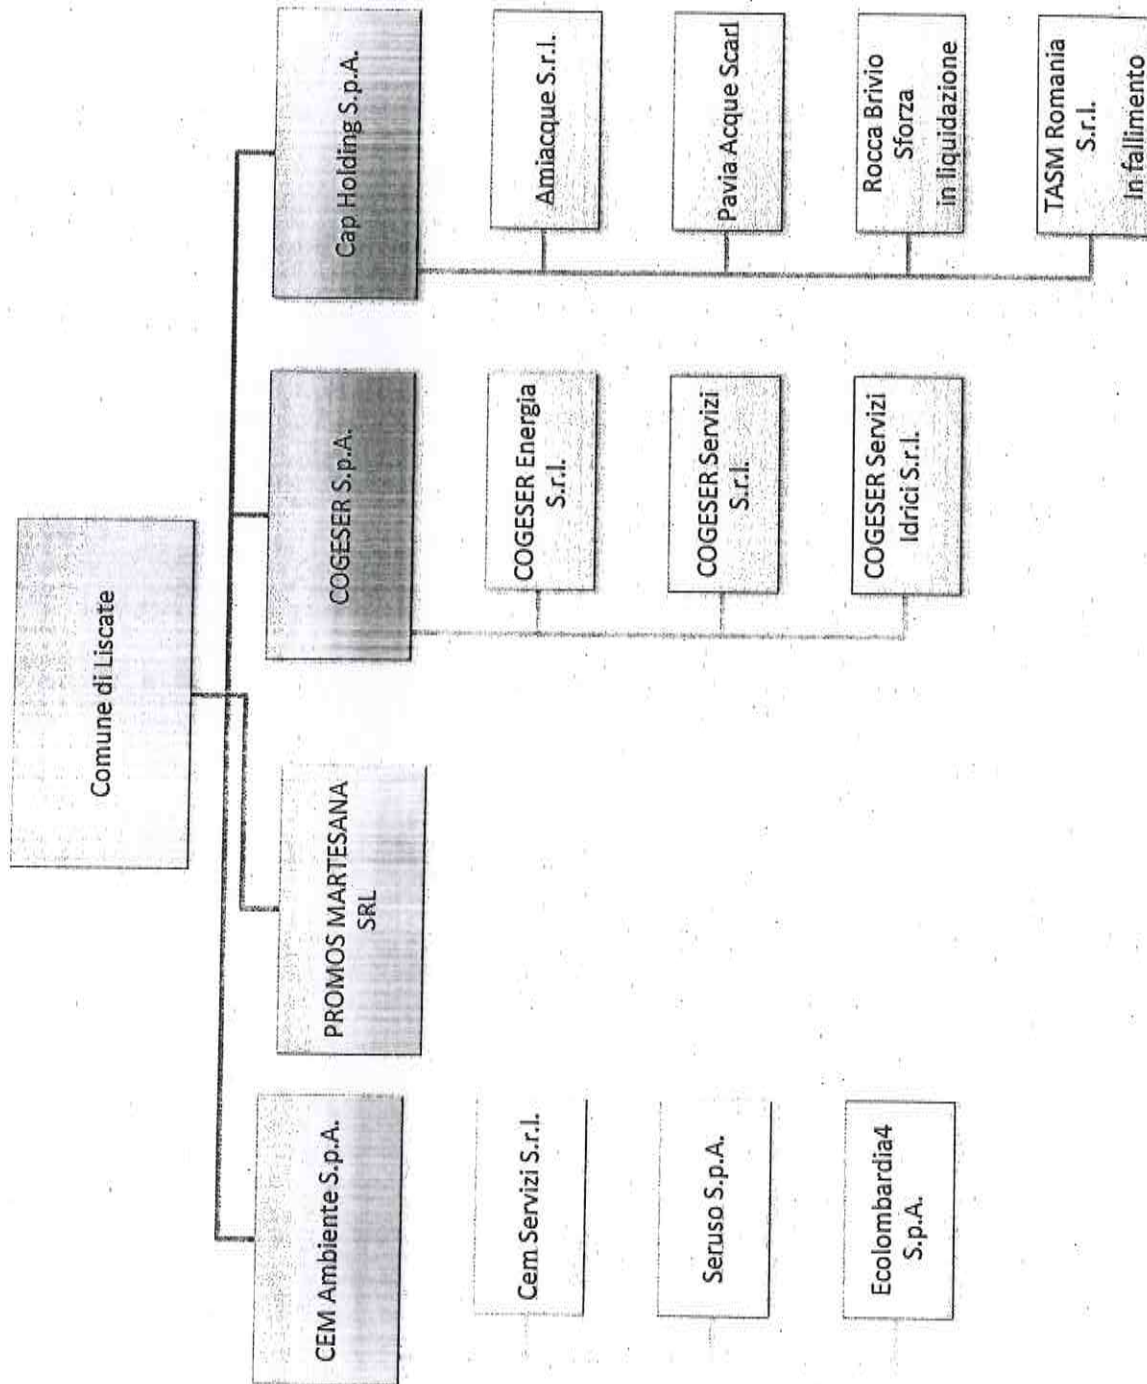 Comune di Liscate
CEM Ambiente S.p.A.
Cem Servizi S.r.l.
Seruso S.p.A.
Ecolombardia4
S.p.A.
PROMOS MARTESANA
SRL
COGESER S.p.A.
COGESER Energia
S.r.l.
COGESER Servizi
S.r.l.
COGESER Servizi
Idrici S.r.l.
Cap Holding S.p.A.
Amiacque S.r.l.
Pavia Acque Scarl
Rocca Brivio
Sforza
in liquidazione
TASM Romania
S.r.l.
In fallimento